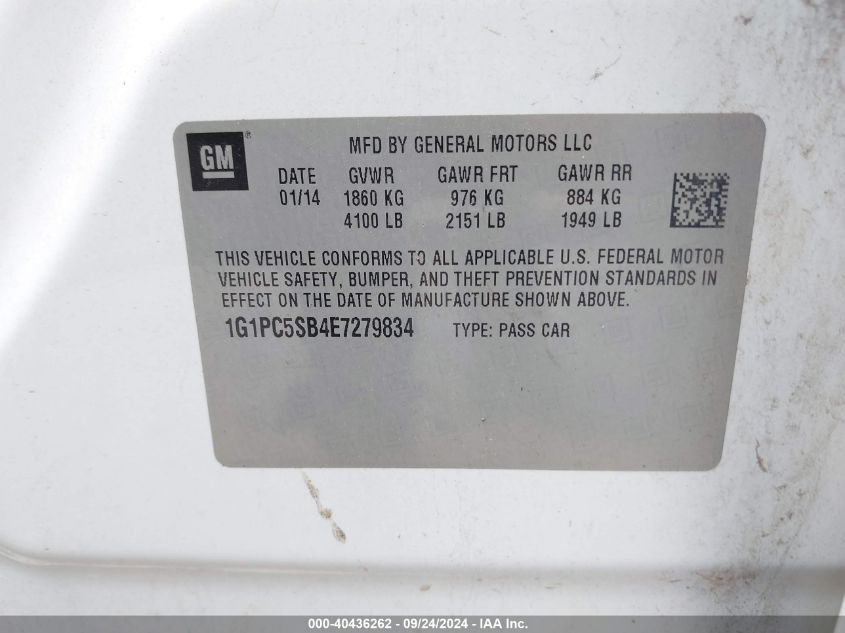 GM ®
MFD BY GENERAL MOTORS LLC
DATE GVWR GAWR FRT GAWR RR
01/14 1860 KG 976 KG 884 KG
4100 LB 2151 LB 1949 LB
THIS VEHICLE CONFORMS TO ALL APPLICABLE U.S. FEDERAL MOTOR
VEHICLE SAFETY, BUMPER, AND THEFT PREVENTION STANDARDS IN
EFFECT ON THE DATE OF MANUFACTURE SHOWN ABOVE.
1G1PC5SB4E7279834 TYPE: PASS CAR
000-40436262 - 09/24/2024 - IAA Inc.